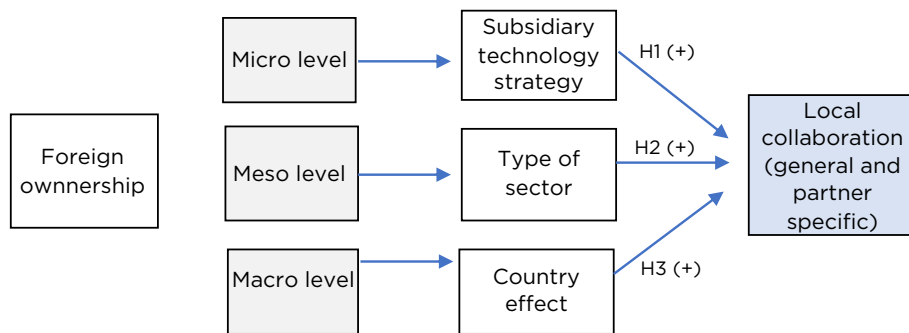 Foreign
ownnership
Micro level
Meso level
Macro level
Subsidiary
technology
strategy
Type of
sector
Country
effect
H1 (+)
H2 (+)
H3 (+)
Local
collaboration
(general and
partner
specific)